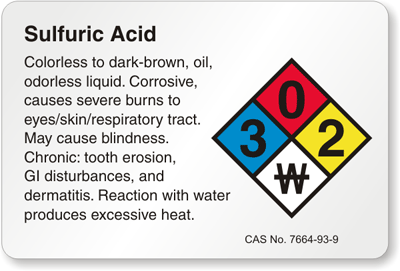 Sulfuric Acid
Colorless to dark-brown, oil,
odorless liquid. Corrosive,
causes severe burns to
eyes/skin/respiratory tract.
May cause blindness.
Chronic: tooth erosion,
GI disturbances, and
dermatitis. Reaction with water
produces excessive heat.
0
3 2
W
CAS No. 7664-93-9